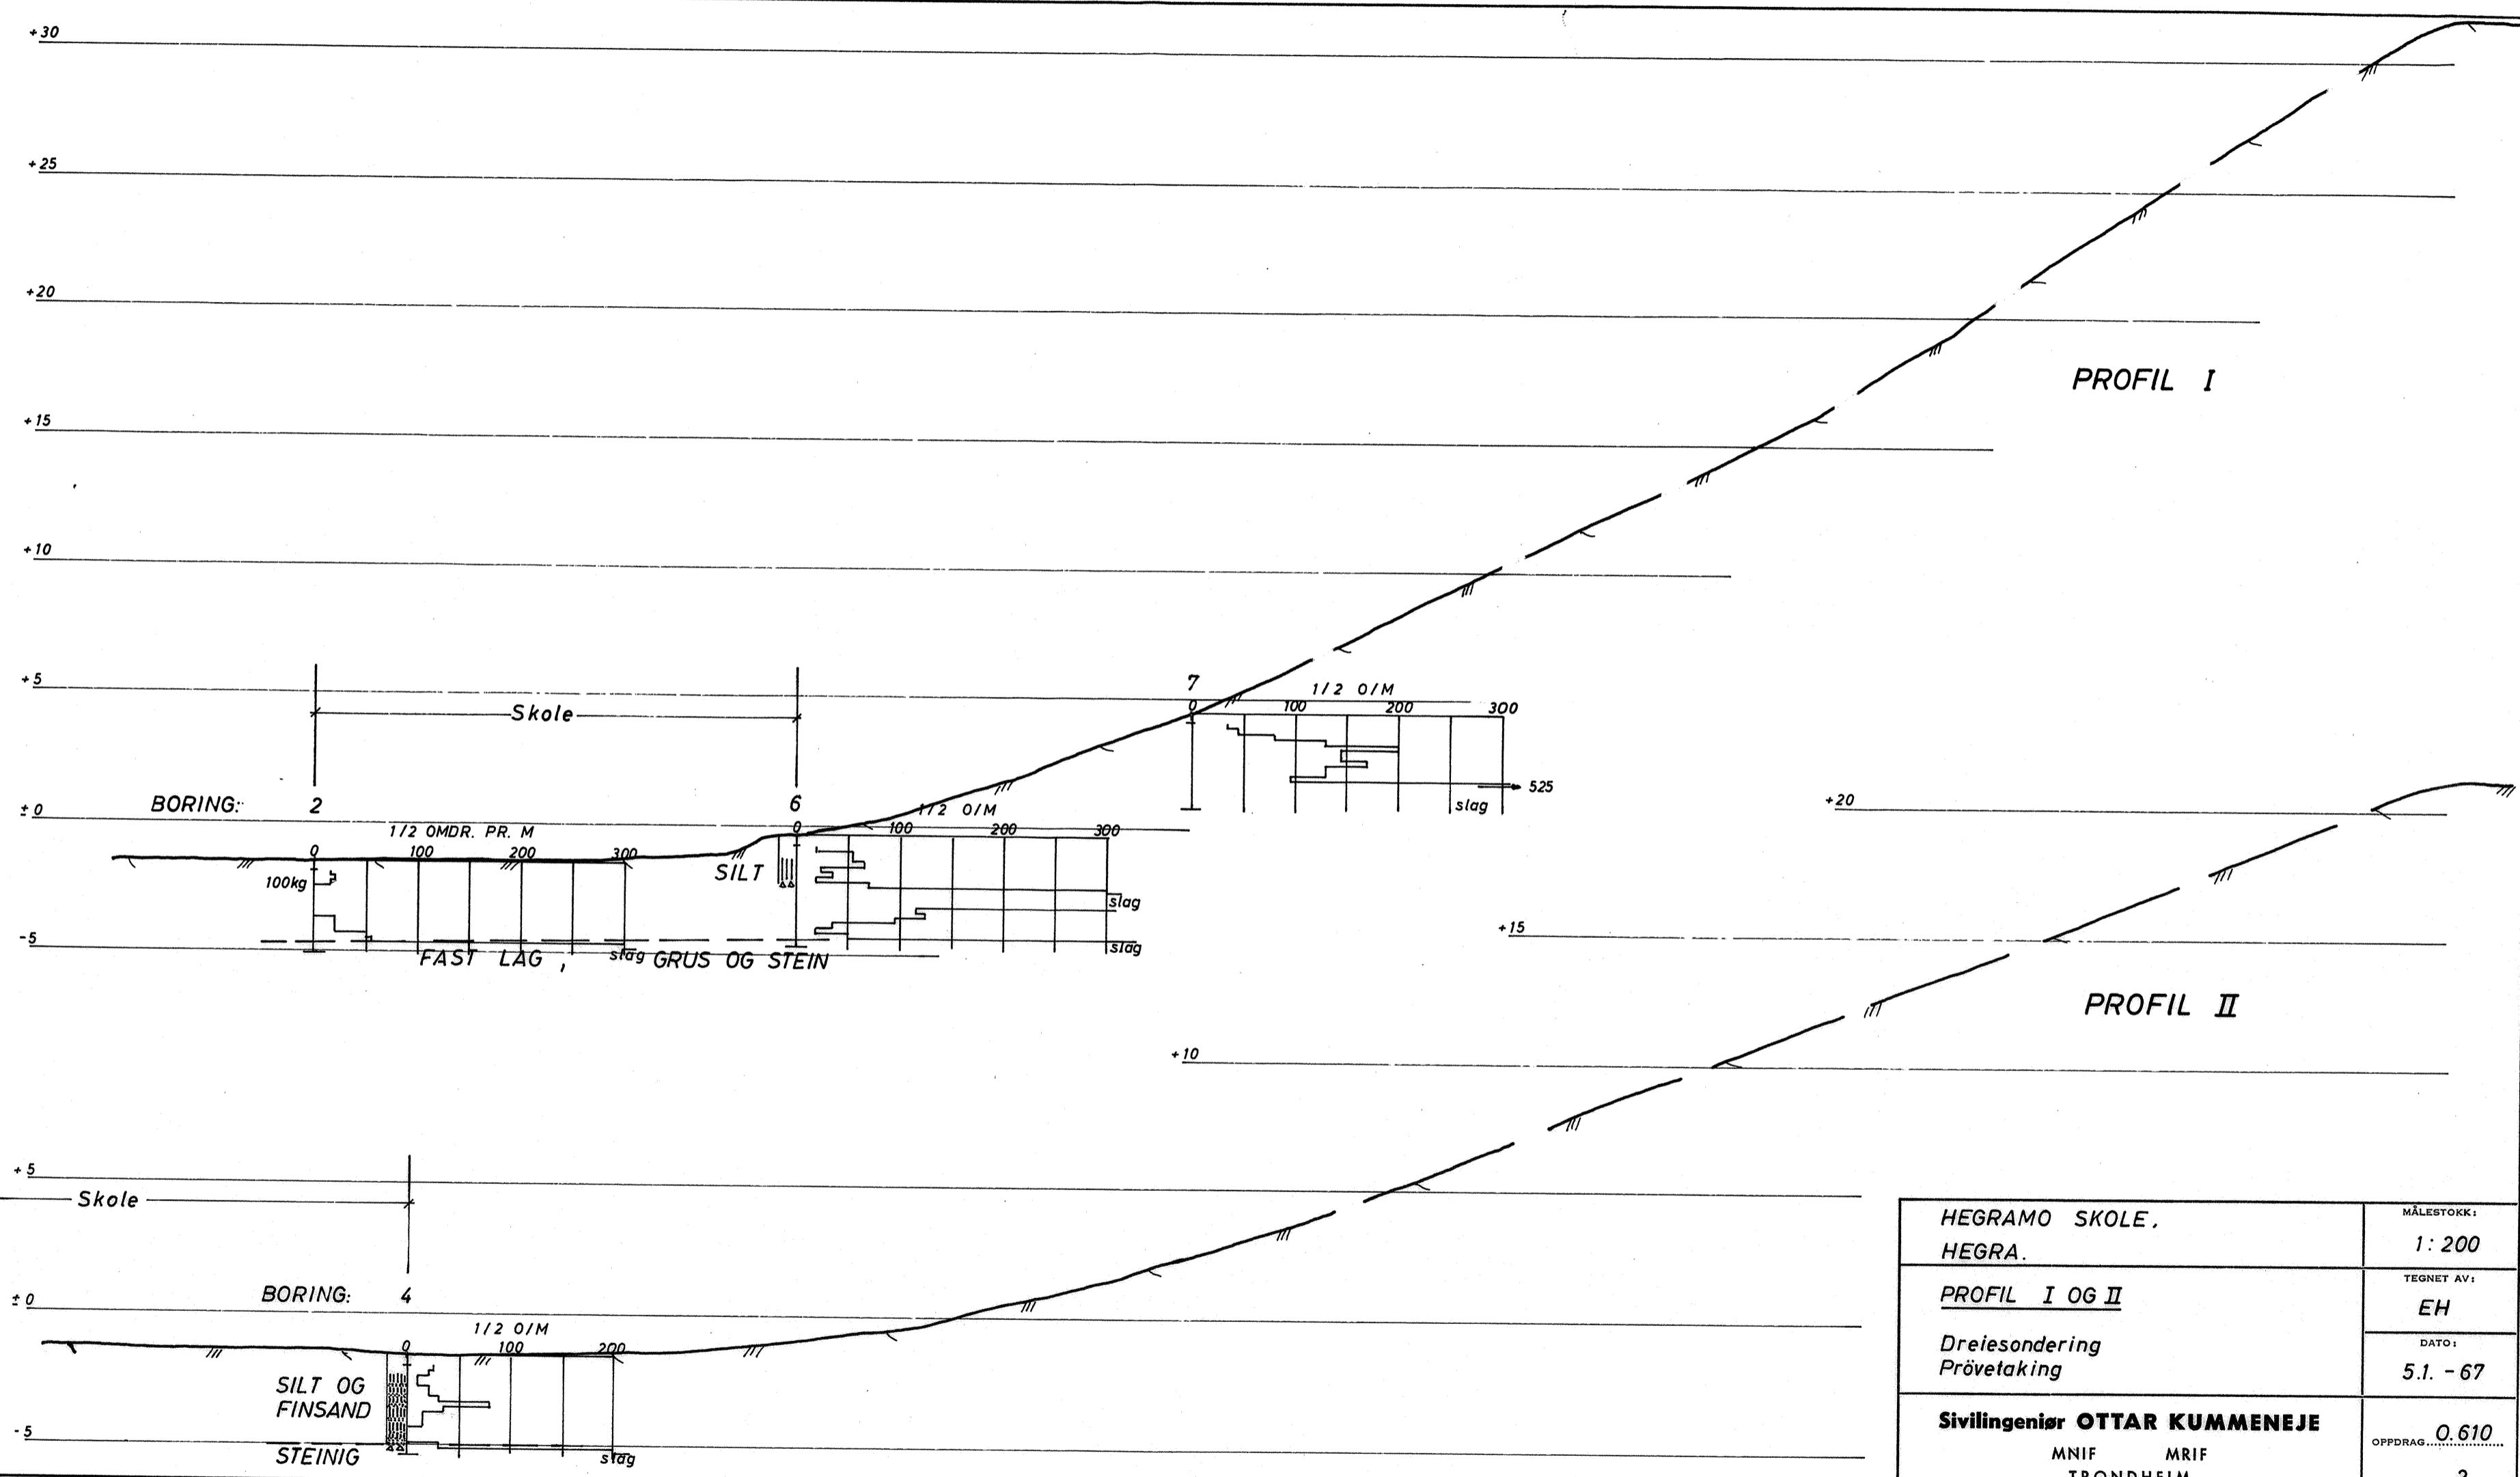 +30
+25
+20
+15
+10
+5
± 0
-5
PROFIL I
Skole
BORING: 2 6
7
1/2 O/M
0 100 200 300
525
slag
1/2 OMDR. PR. M
0 100 200 300
100kg
slag
SILT
1/2 O/M
0 100 200 300
slag
slag
FAST LAG, GRUS OG STEIN
+20
+15
+10
+5
± 0
-5
PROFIL II
Skole
BORING: 4
1/2 O/M
0 100 200
SILT OG
FINSAND
STEINIG
slag
HEGRAMO SKOLE.
HEGRA.
MÅLESTOKK:
1:200
PROFIL I OG II
TEGNET AV:
EH
Dreiesondering
Prövetaking
DATO:
5.1. -67
Sivilingeniør OTTAR KUMMENEJE
MNIF MRIF
TRONDHEIM
OPPDRAG 0.610